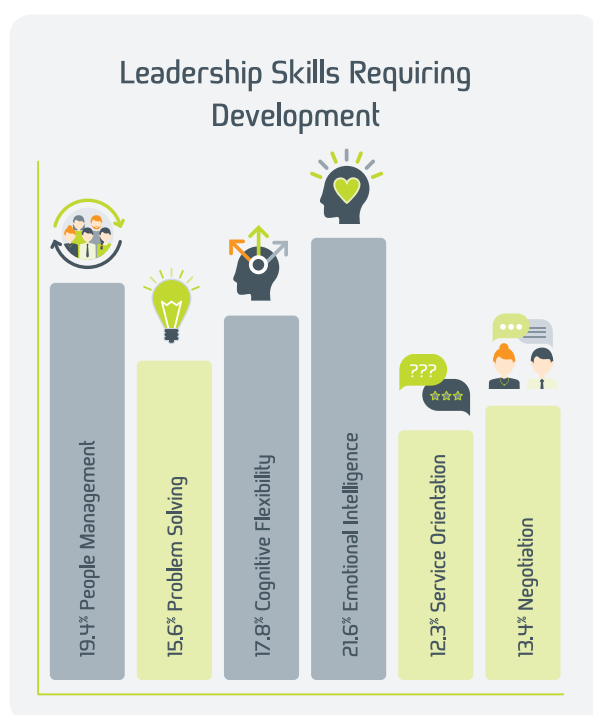 Leadership Skills Requiring
Development
???
19.4% People Management
15.6% Problem Solving
17.8% Cognitive Flexibility
21.6% Emotional Intelligence
12.3% Service Orientation
13.4% Negotiation